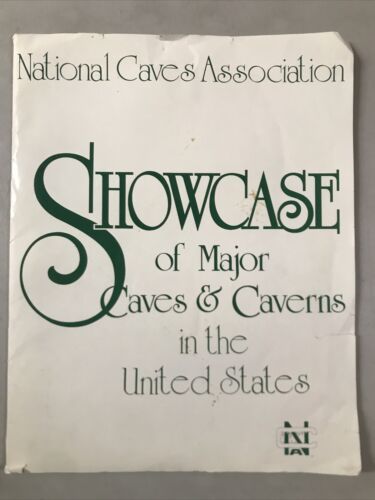 National Caves Association
SHOWCASE
of Major
Caves & Caverns
in the
United States
NCA